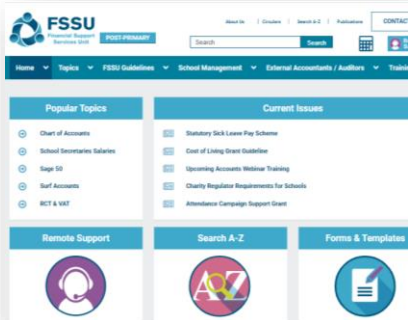 FSSU
Financial Support
Services Unit
POST-PRIMARY
About Us | Circulars | Search A-Z | Publications
CONTACT
Search
Search
Home
Topics
FSSU Guidelines
School Management
External Accountants / Auditors
Trainin
Popular Topics
Chart of Accounts
School Secretaries Salaries
Sage 50
Surf Accounts
RCT & VAT
Current Issues
Statutory Sick Leave Pay Scheme
Cost of Living Grant Guideline
Upcoming Accounts Webinar Training
Charity Regulator Requirements for Schools
Attendance Campaign Support Grant
Remote Support
Search A-Z
A-Z
Forms & Templates